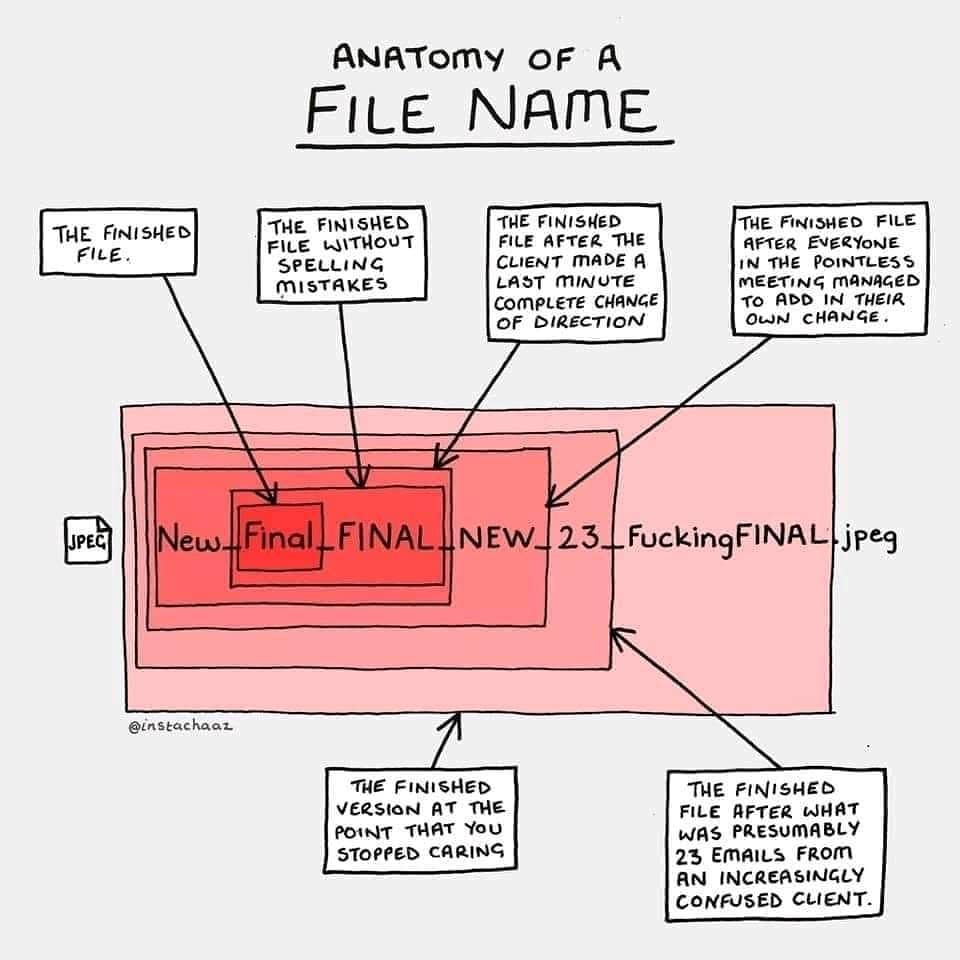 ANATOMY OF A
FILE NAME
THE FINISHED
FILE.
THE FINISHED
FILE WITHOUT
SPELLING
MISTAKES
THE FINISHED
FILE AFTER THE
CLIENT MADE A
LAST MINUTE
COMPLETE CHANGE
OF DIRECTION
THE FINISHED FILE
AFTER EVERYONE
IN THE POINTLESS
MEETING MANAGED
TO ADD IN THEIR
OWN CHANGE.
JPEG
New_Final_FINAL_NEW_23_FuckingFINAL.jpeg
@instachaaz
THE FINISHED
VERSION AT THE
POINT THAT YOU
STOPPED CARING
THE FINISHED
FILE AFTER WHAT
WAS PRESUMABLY
23 EMAILS FROM
AN INCREASINGLY
CONFUSED CLIENT.